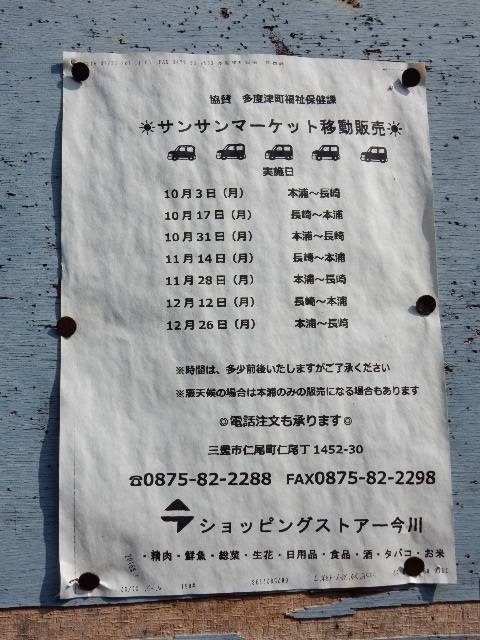 協賛　多度津町福祉保健課
☀サンサンマーケット移動販売☀
実施日
10月3日（月）　本浦～長崎
10月17日（月）　長崎～本浦
10月31日（月）　本浦～長崎
11月14日（月）　長崎～本浦
11月28日（月）　本浦～長崎
12月12日（月）　長崎～本浦
12月26日（月）　本浦～長崎
※時間は、多少前後いたしますがご了承ください
※悪天候の場合は本浦のみの販売になる場合もあります
◎電話注文も承ります◎
三豊市仁尾町仁尾丁1452-30
☎0875-82-2288　FAX0875-82-2298
ショッピングストアー今川
・精肉・鮮魚・総菜・生花・日用品・食品・酒・タバコ・お米